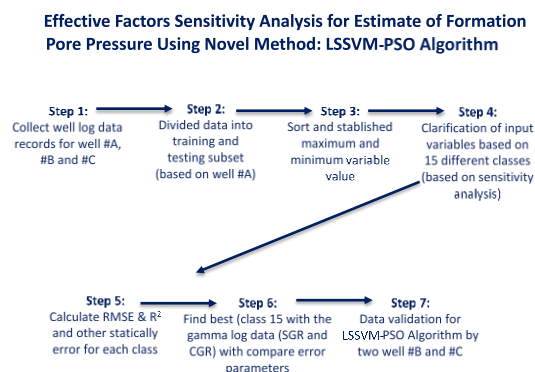 Effective Factors Sensitivity Analysis for Estimate of Formation
Pore Pressure Using Novel Method: LSSVM-PSO Algorithm
Step 1:
Collect well log data
records for well #A,
#B and #C
Step 2:
Divided data into
training and
testing subset
(based on well #A)
Step 3:
Sort and stablished
maximum and
minimum variable
value
Step 4:
Clarification of input
variables based on
15 different classes
(based on sensitivity
analysis)
Step 5:
Calculate RMSE & R²
and other statically
error for each class
Step 6:
Find best (class 15 with the
gamma log data (SGR and
CGR) with compare error
parameters
Step 7:
Data validation for
LSSVM-PSO Algorithm by
two well #B and #C